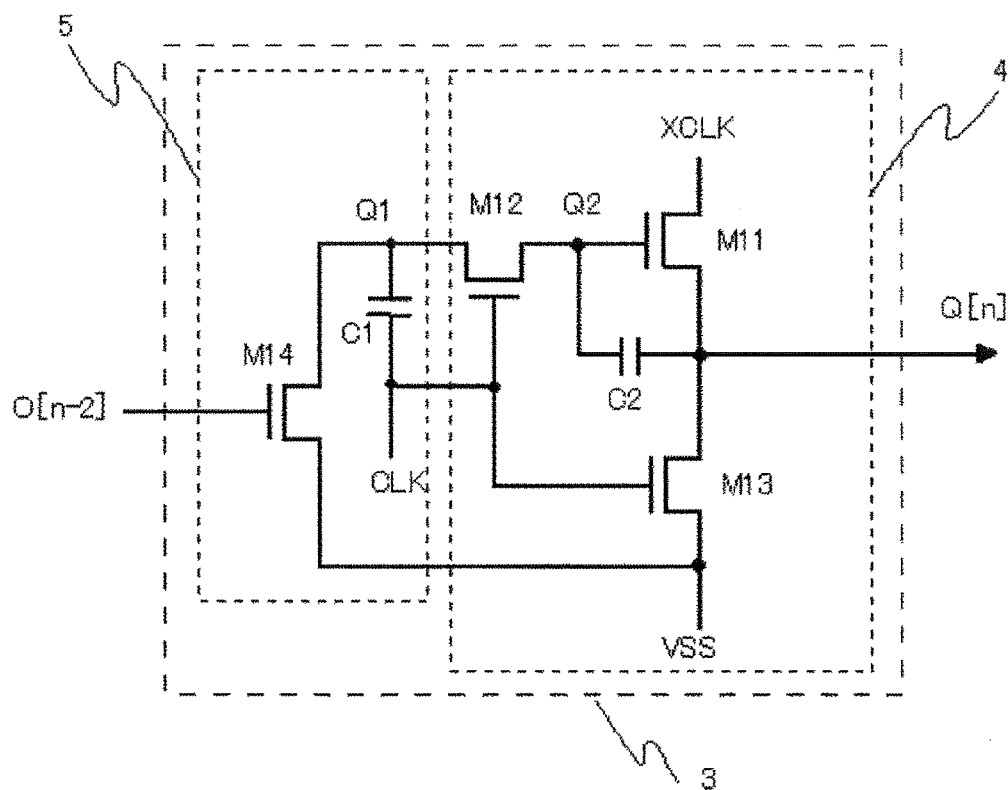 5
4
XCLK
Q1
M12
Q2
M11
Q[n]
C1
M14
C2
O[n-2]
CLK
M13
VSS
3